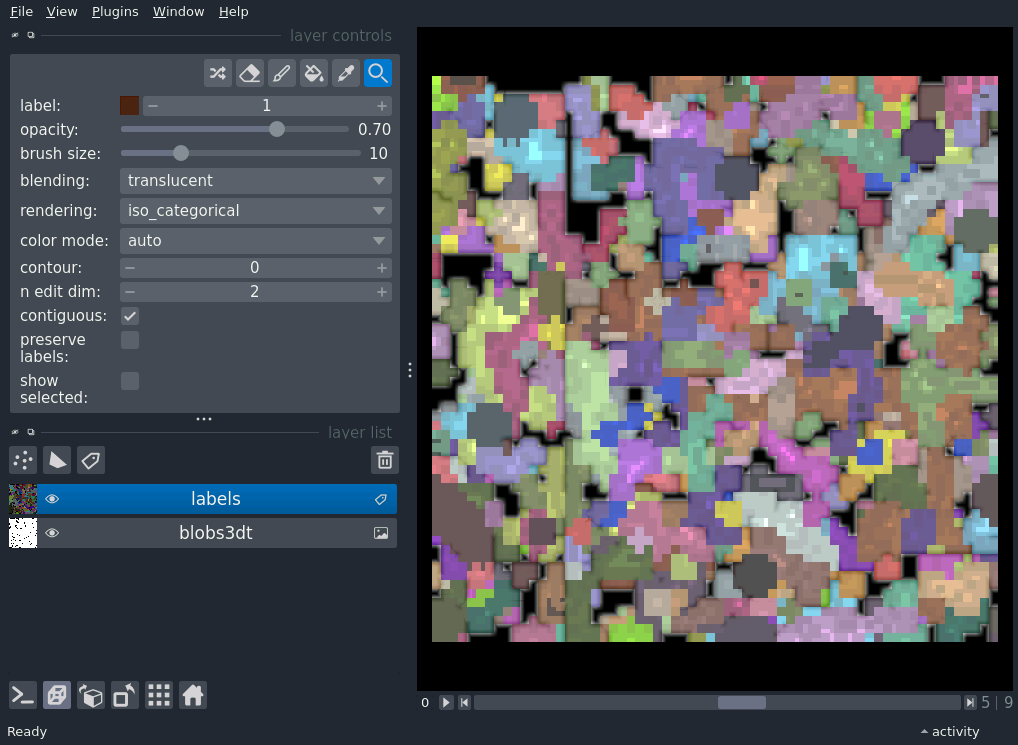 File View Plugins Window Help
layer controls
label: 1
opacity: 0.70
brush size: 10
blending: translucent
rendering: iso_categorical
color mode: auto
contour: 0
n edit dim: 2
contiguous:
preserve
labels:
show
selected:
layer list
labels
blobs3dt
0 5 | 9
Ready activity